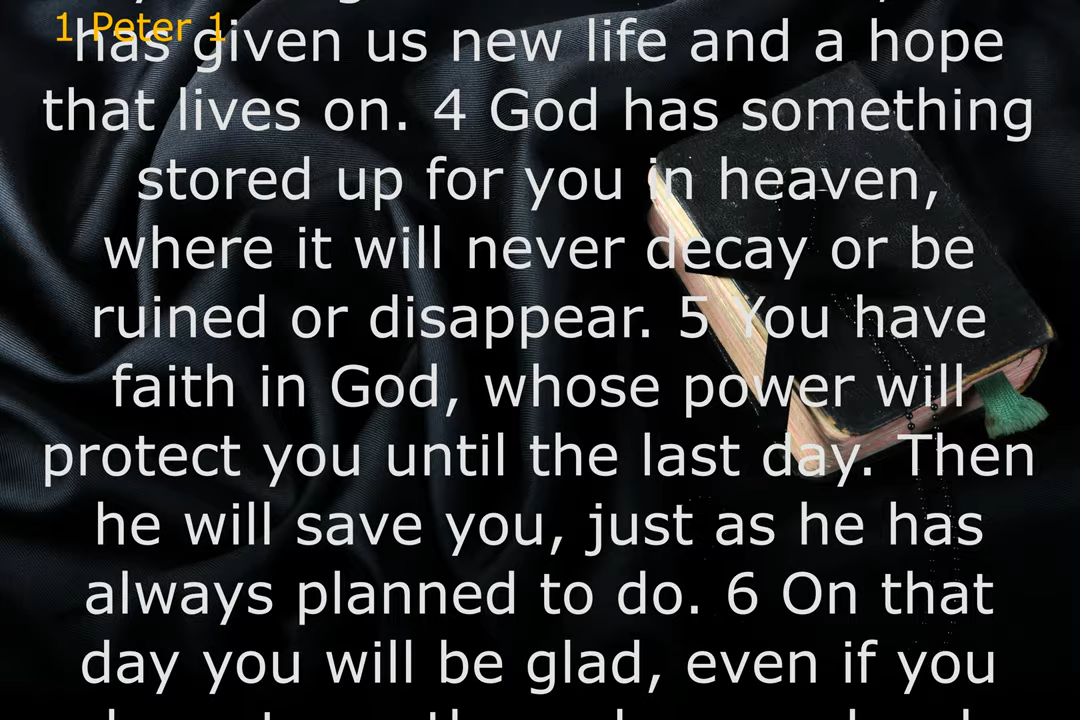 1 Peter 1
has given us new life and a hope
that lives on. 4 God has something
stored up for you in heaven,
where it will never decay or be
ruined or disappear. 5 You have
faith in God, whose power will
protect you until the last day. Then
he will save you, just as he has
always planned to do. 6 On that
day you will be glad, even if you